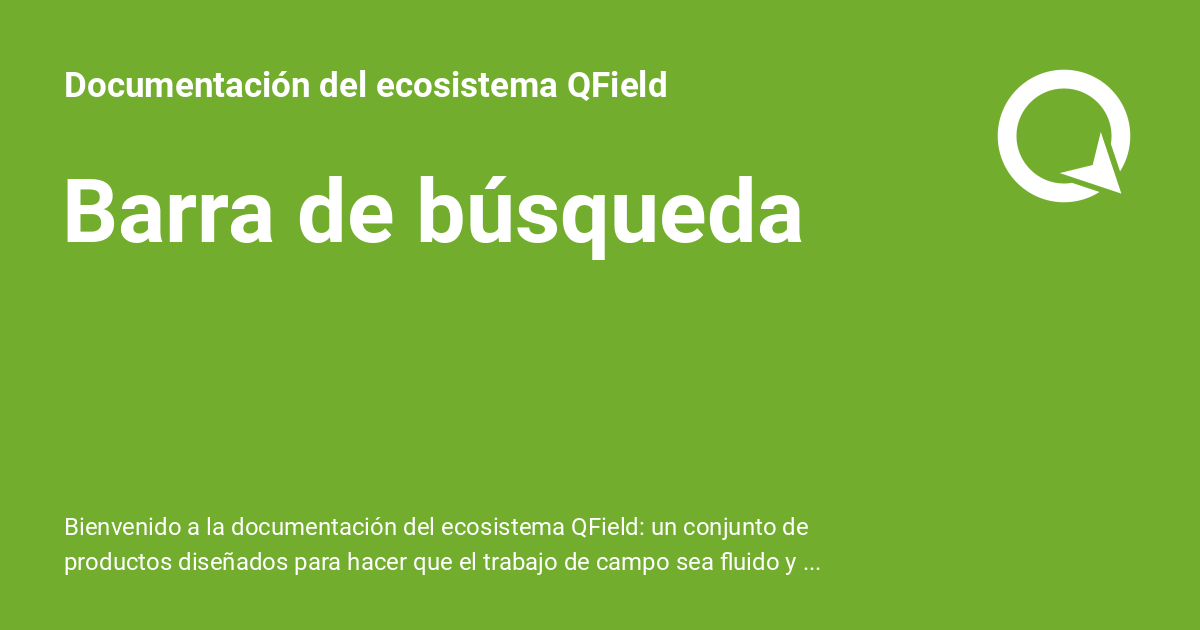 Documentación del ecosistema QField
Barra de búsqueda
Bienvenido a la documentación del ecosistema QField: un conjunto de
productos diseñados para hacer que el trabajo de campo sea fluido y ...